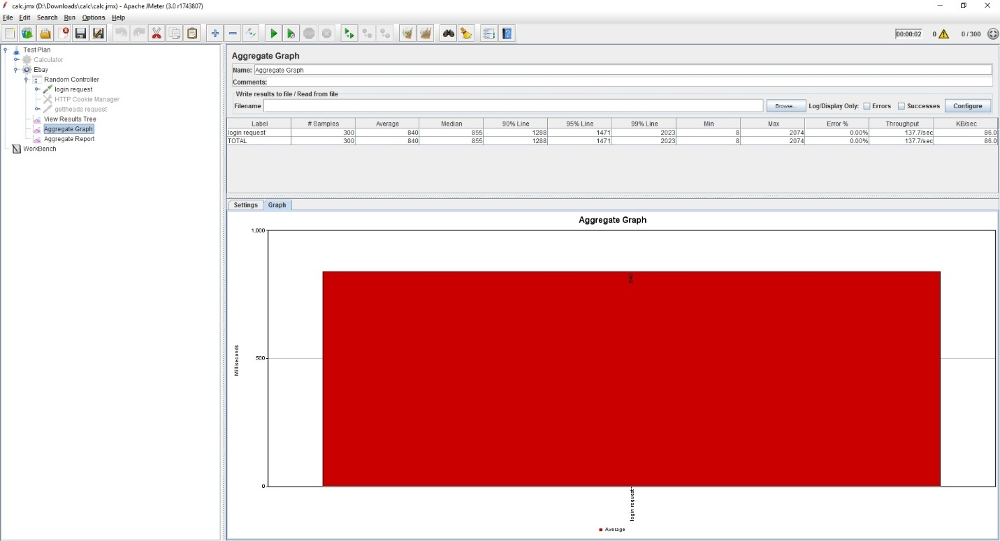 calc.jmx (D:\Downloads\calc\calc.jmx) - Apache JMeter (3.0 r1743807)
File Edit Search Run Options Help
00:00:02 0 0 / 300
Test Plan
Calculator
Ebay
Random Controller
login request
HTTP Cookie Manager
gettheads request
View Results Tree
Aggregate Graph
Aggregate Report
WorkBench
Aggregate Graph
Name: Aggregate Graph
Comments:
Write results to file / Read from file
Filename Browse... Log/Display Only: Errors Successes Configure
Label # Samples Average Median 90% Line 95% Line 99% Line Min Max Error % Throughput KB/sec
login request 300 840 855 1288 1471 2023 8 2074 0.00% 137.7/sec 86.0
TOTAL 300 840 855 1288 1471 2023 8 2074 0.00% 137.7/sec 86.0
Settings Graph
Aggregate Graph
1,000
840
500
Milliseconds
0
login request
Average